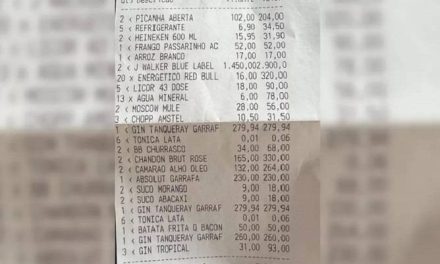 2 < PICANHA ABERTA 102,00 204,00
5 < REFRIGERANTE 6,90 34,50
2 < HEINEKEN 600 ML 15,95 31,90
1 < FRANGO PASSARINHO AC 52,00 52,00
1 < ARROZ BRANCO 17,00 17,00
2 < J WALKER BLUE LABEL 1.450,002.900,0
20 x ENERGETICO RED BULL 16,00 320,00
5 < LICOR 43 DOSE 18,00 90,00
13 x AGUA MINERAL 6,00 78,00
2 < MOSCOW MULE 28,00 56,00
3 < CHOPP AMSTEL 10,50 31,50
1 < GIN TANQUERAY GARRAF 279,94 279,94
6 < TONICA LATA 0,01 0,06
2 < BB CHURRASCO 34,00 68,00
2 < CHANDON BRUT ROSE 165,00 330,00
2 < CAMARAO ALHO OLEO 132,00 264,00
1 < ABSOLUT GARRAFA 230,00 230,00
2 < SUCO MORANGO 9,00 18,00
2 < SUCO ABACAXI 9,00 18,00
1 < GIN TANQUERAY GARRAF 279,94 279,94
6 < TONICA LATA 0,01 0,06
1 < BATATA FRITA Q BACON 50,00 50,00
1 < GIN TANQUERAY GARRAF 260,00 260,00
3 < GIN TROPICAL 31,00 93,00